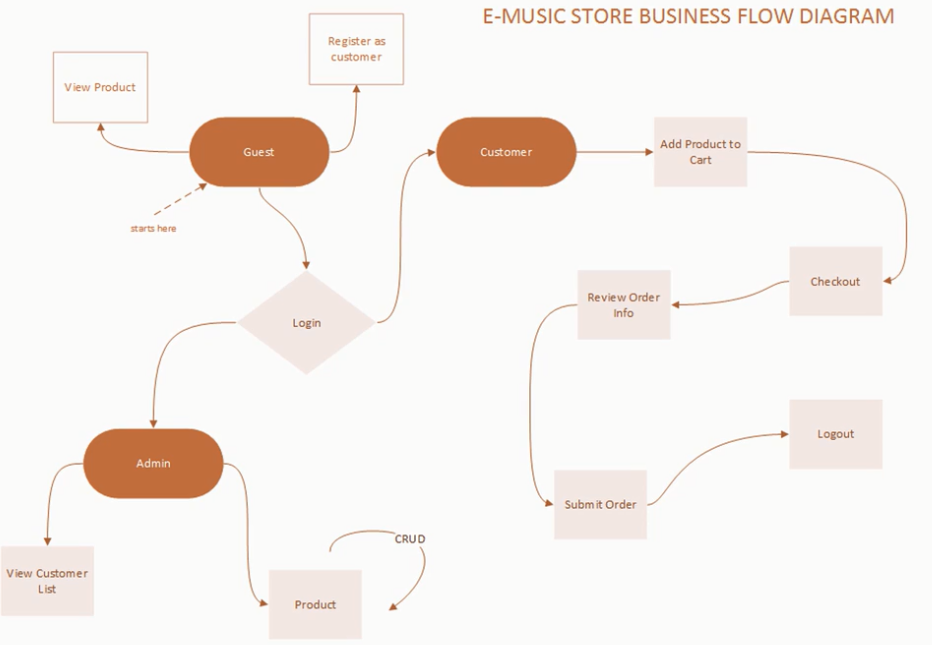 E-MUSIC STORE BUSINESS FLOW DIAGRAM
Register as
customer
View Product
Guest
Customer
Add Product to
Cart
starts here
Checkout
Review Order
Info
Login
Logout
Admin
Submit Order
CRUD
View Customer
List
Product